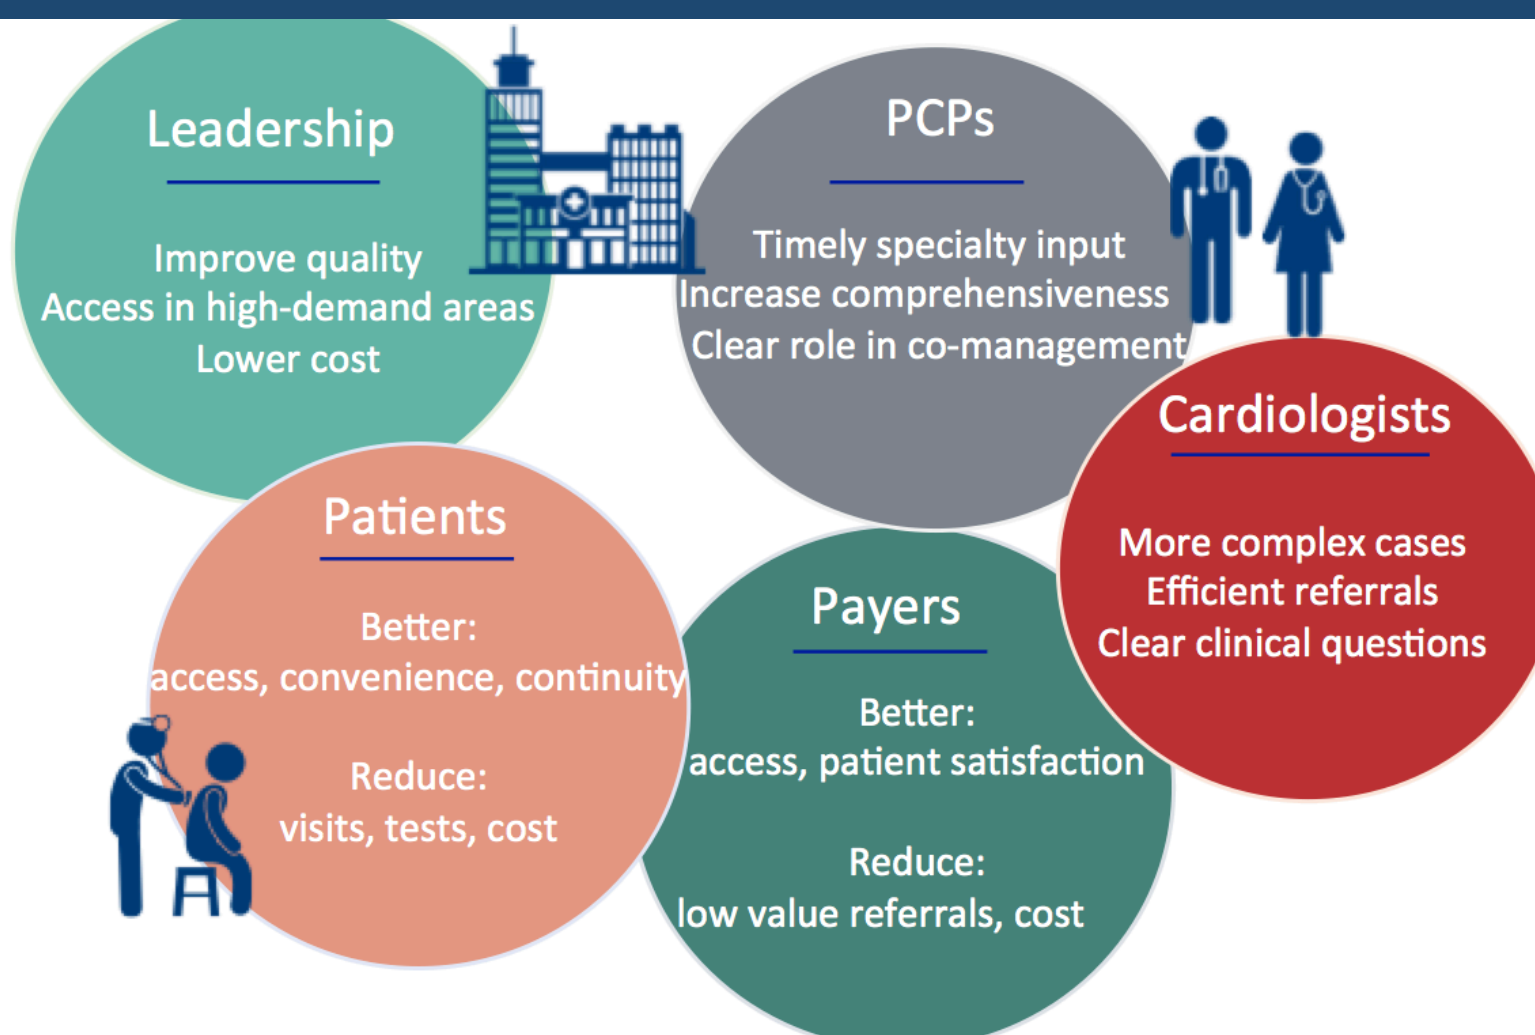 Leadership
Improve quality
Access in high-demand areas
Lower cost
PCPs
Timely specialty input
Increase comprehensiveness
Clear role in co-management
Cardiologists
More complex cases
Efficient referrals
Clear clinical questions
Patients
Better:
access, convenience, continuity
Reduce:
visits, tests, cost
Payers
Better:
access, patient satisfaction
Reduce:
low value referrals, cost